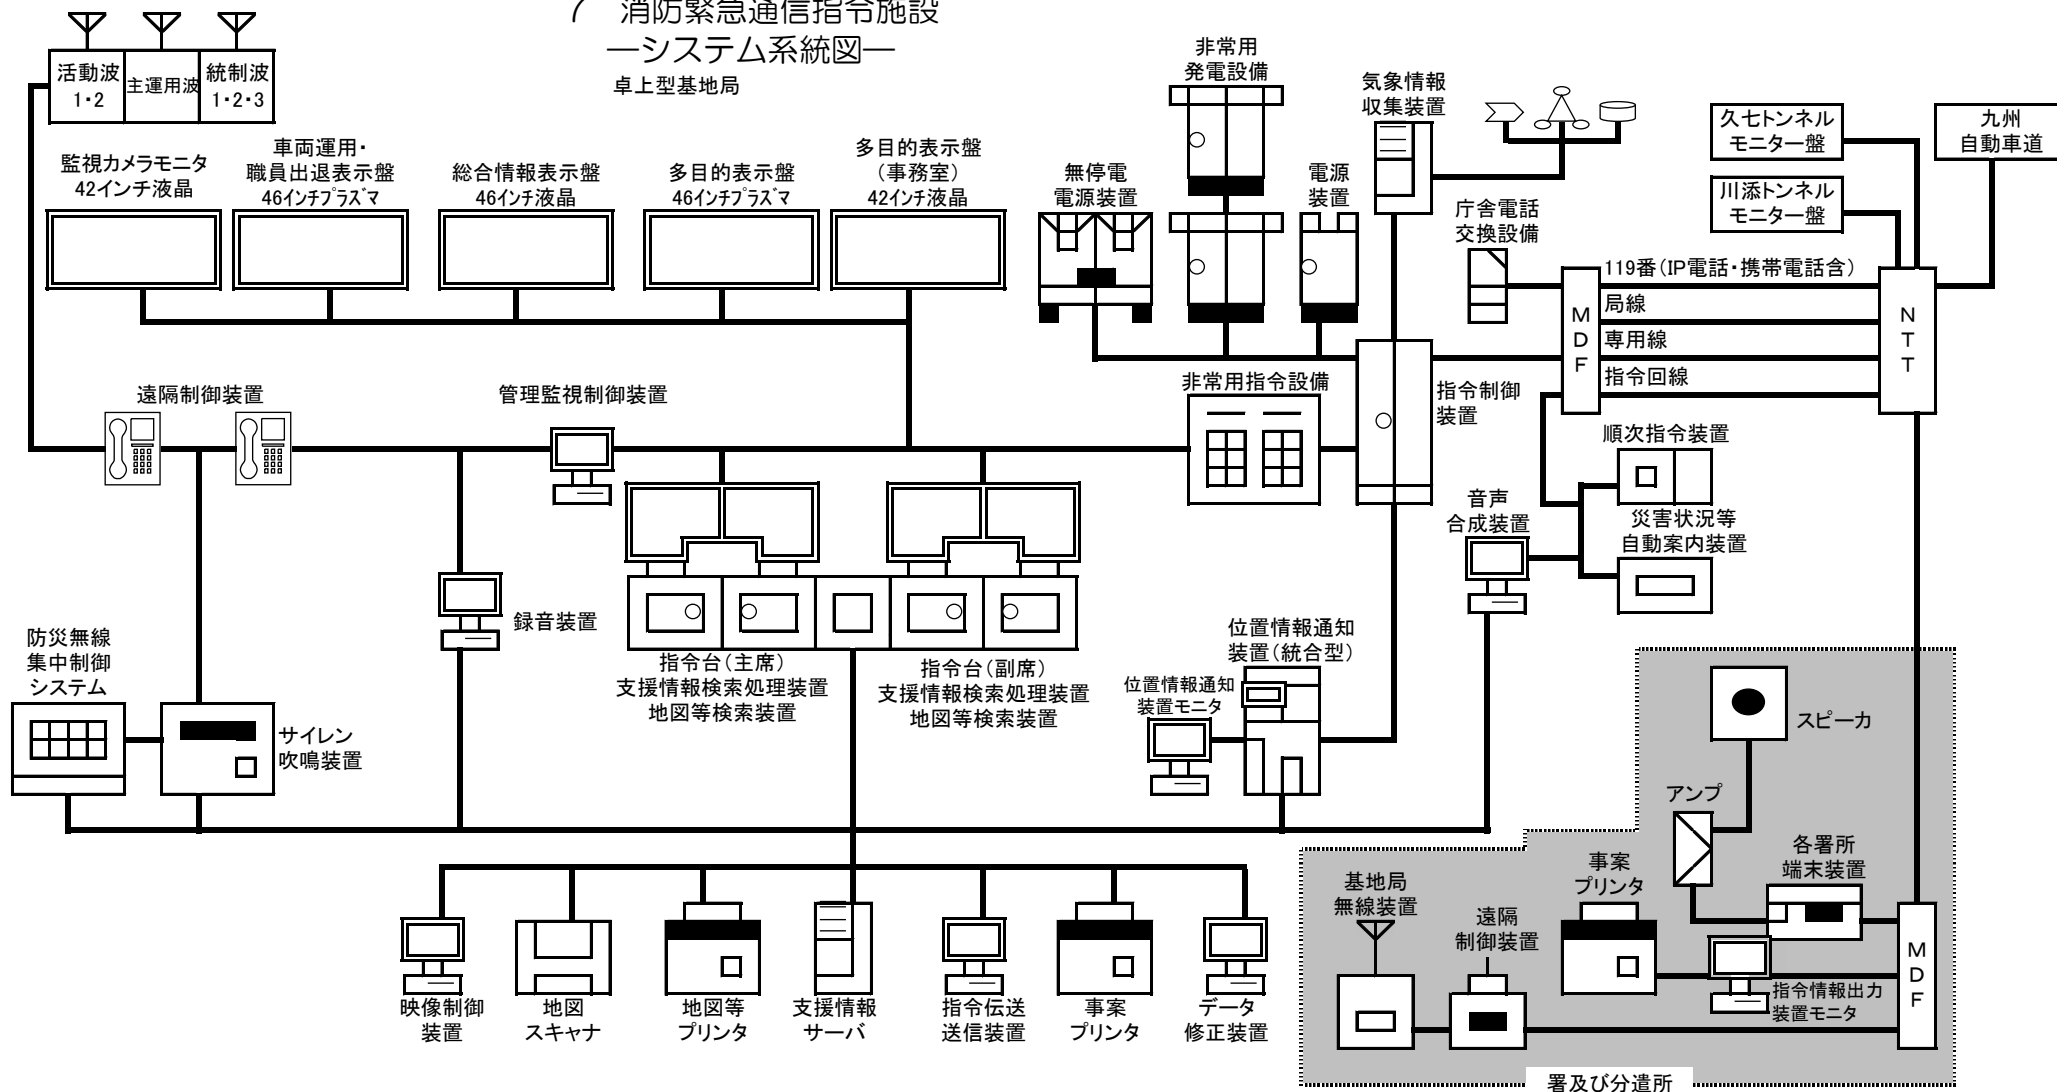 7 消防緊急通信指令施設
―システム系統図―
卓上型基地局
活動波
1・2
主運用波
統制波
1・2・3
監視カメラモニタ
42インチ液晶
車両運用・
職員出退表示盤
46インチプラズマ
総合情報表示盤
46インチ液晶
多目的表示盤
46インチプラズマ
多目的表示盤
(事務室)
42インチ液晶
無停電
電源装置
非常用
発電設備
電源
装置
気象情報
収集装置
庁舎電話
交換設備
久七トンネル
モニター盤
川添トンネル
モニター盤
九州
自動車道
119番(IP電話・携帯電話含)
局線
専用線
指令回線
MDF
NTT
遠隔制御装置
管理監視制御装置
非常用指令設備
指令制御
装置
順次指令装置
音声
合成装置
災害状況等
自動案内装置
録音装置
防災無線
集中制御
システム
サイレン
吹鳴装置
指令台(主席)
支援情報検索処理装置
地図等検索装置
指令台(副席)
支援情報検索処理装置
地図等検索装置
位置情報通知
装置(統合型)
位置情報通知
装置モニタ
スピーカ
アンプ
各署所
端末装置
事案
プリンタ
基地局
無線装置
遠隔
制御装置
指令情報出力
装置モニタ
MDF
映像制御
装置
地図
スキャナ
地図等
プリンタ
支援情報
サーバ
指令伝送
送信装置
事案
プリンタ
データ
修正装置
署及び分遣所